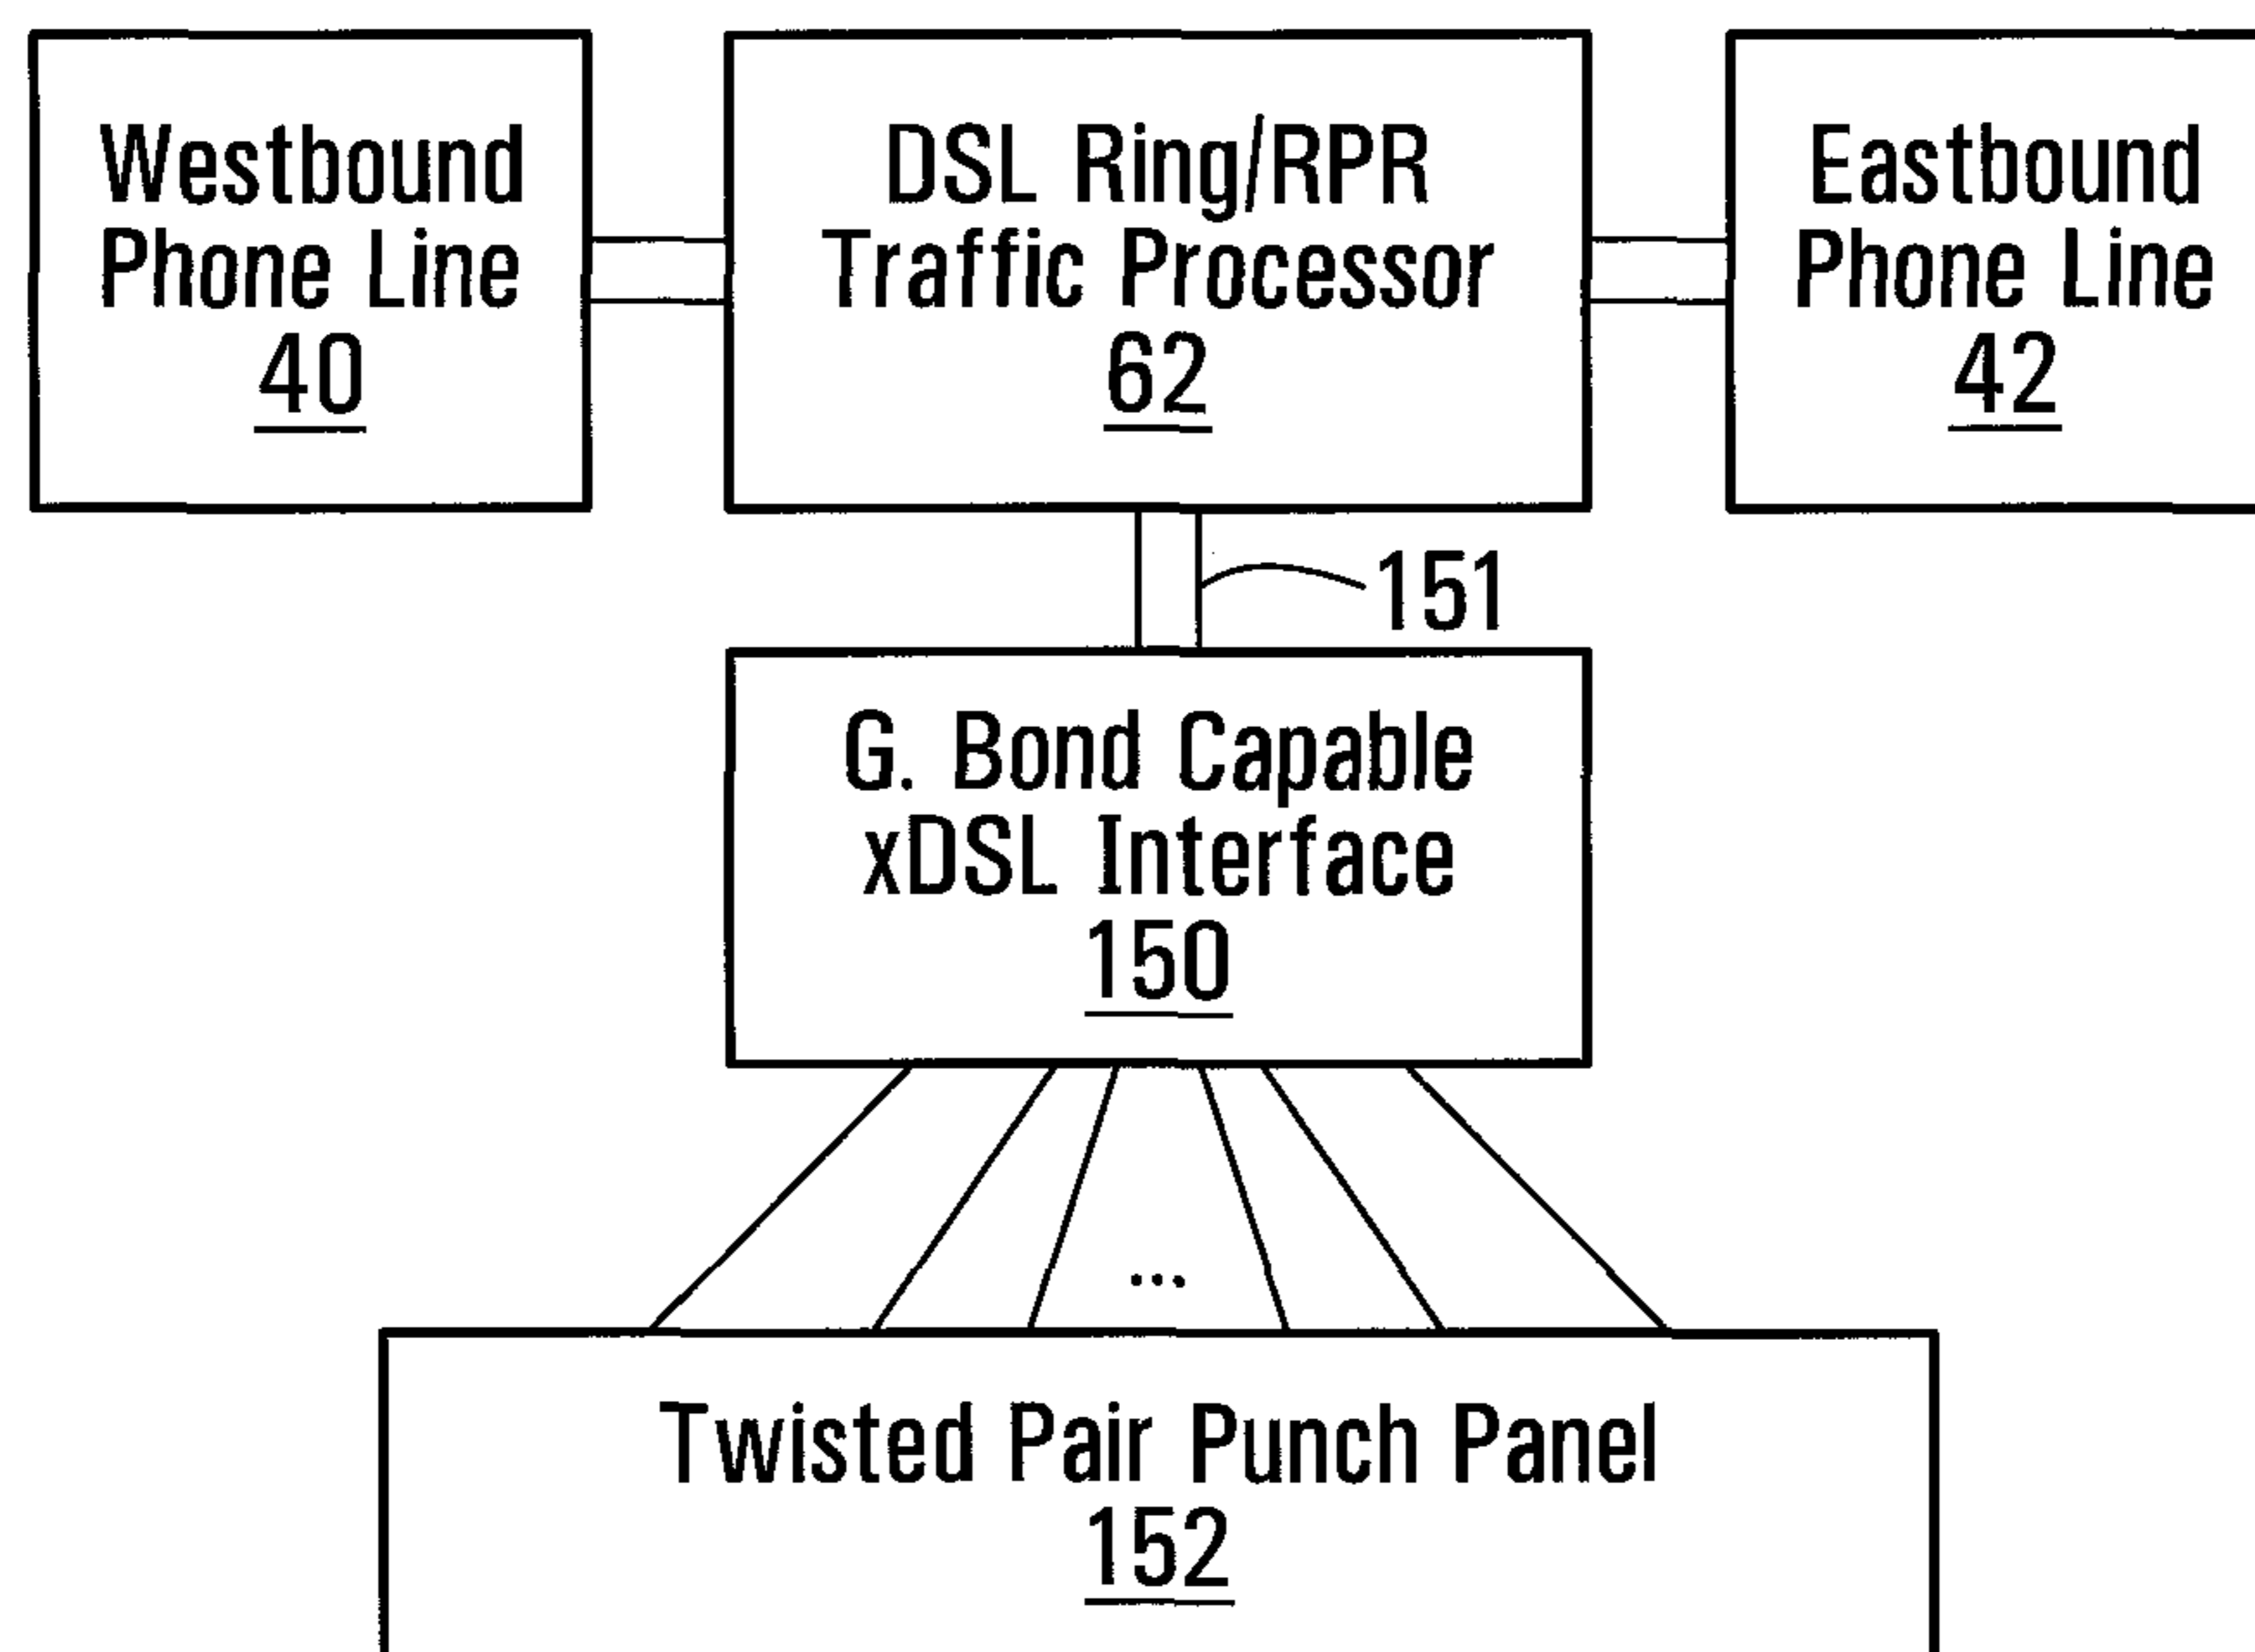 Westbound
Phone Line
40
DSL Ring/RPR
Traffic Processor
62
Eastbound
Phone Line
42
151
G. Bond Capable
xDSL Interface
150
...
Twisted Pair Punch Panel
152